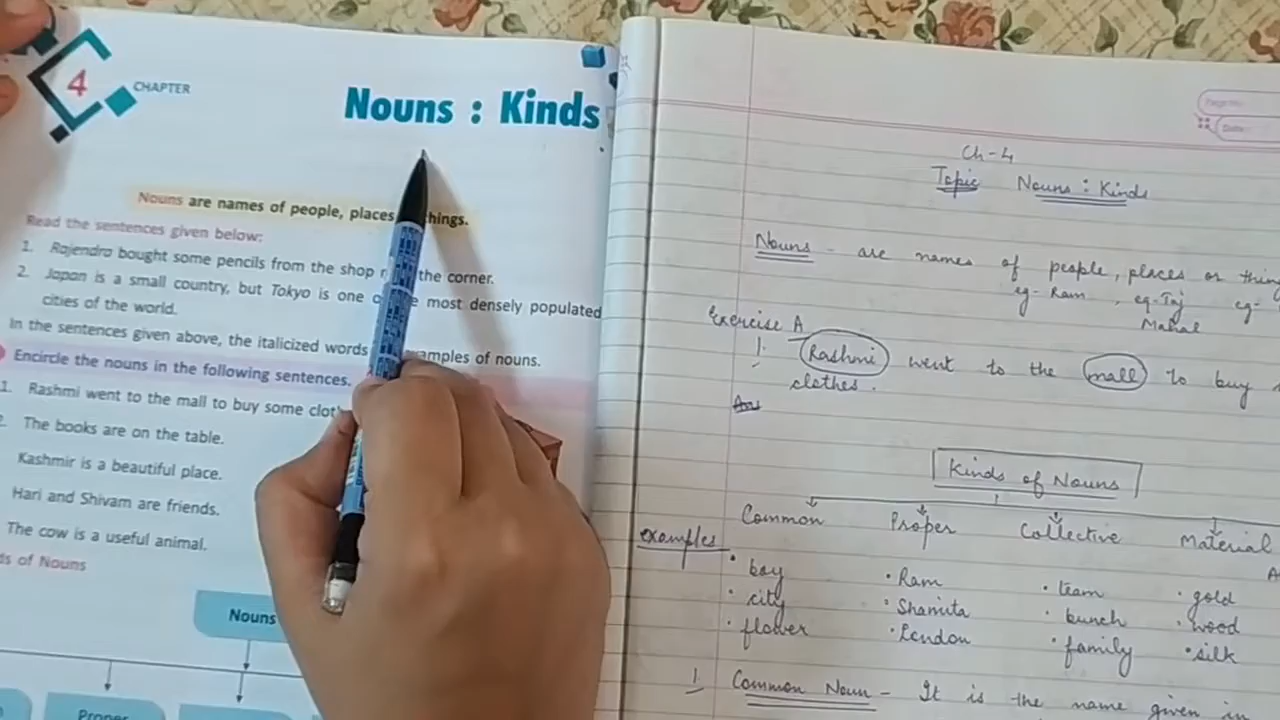 4
CHAPTER
Nouns : Kinds
Nouns are names of people, places things.
Read the sentences given below:
1. Rajendra bought some pencils from the shop the corner.
2. Japan is a small country, but Tokyo is one most densely populated
cities of the world.
In the sentences given above, the italicized words examples of nouns.
Encircle the nouns in the following sentences.
1. Rashmi went to the mall to buy some
2. The books are on the table.
Kashmir is a beautiful place.
Hari and Shivam are friends.
The cow is a useful animal.
of Nouns
Nouns
Proper
Page No.
Date:
Ch-4
Topic Nouns : Kinds
Nouns - are names of people, places or
eg- Ram , eg- Taj eg-
Mahal
Exercise A
1. Rashmi went to the mall to buy
clothes.
Ans
Kinds of Nouns
Common Proper Collective Material
examples
• boy • Ram • team • gold
• city • Shamita • bunch • wood
• flower • London • family • silk
1. Common Noun - It is the name given in